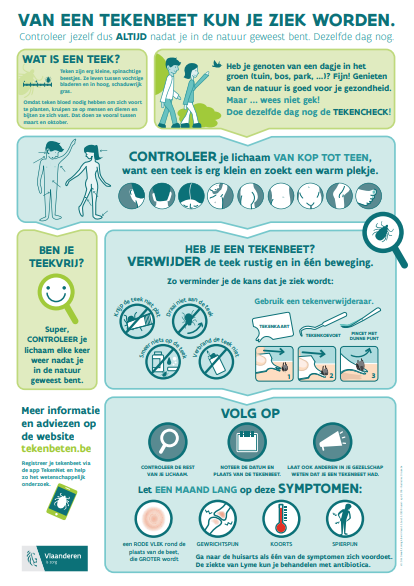 VAN EEN TEKENBEET KUN JE ZIEK WORDEN.
Controleer jezelf dus ALTIJD nadat je in de natuur geweest bent. Dezelfde dag nog.
WAT IS EEN TEEK?
Teken zijn erg kleine, spinachtige
beestjes. Ze leven tussen vochtige
bladeren en in hoog, schaduwrijk
gras.
Omdat teken bloed nodig hebben om zich voort
te planten, kruipen ze op mensen en dieren en
bijten ze zich vast. Dat doen ze vooral tussen
maart en oktober.
Heb je genoten van een dagje in het
groen (tuin, bos, park, ...)? Fijn! Genieten
van de natuur is goed voor je gezondheid.
Maar ... wees niet gek!
Doe dezelfde dag nog de TEKENCHECK!
CONTROLEER je lichaam VAN KOP TOT TEEN,
want een teek is erg klein en zoekt een warm plekje.
BEN JE
TEEKVRIJ?
Super,
CONTROLEER je
lichaam elke keer
weer nadat je
in de natuur
geweest bent.
HEB JE EEN TEKENBEET?
VERWIJDER de teek rustig en in één beweging.
Zo verminder je de kans dat je ziek wordt:
Knijp de teek niet plat
Draai niet aan de teek
Smeer niets op de teek
Verbrand de teek niet
Gebruik een tekenverwijderaar.
TEKENKAART
TEKENKOEVOET
PINCET MET
DUNNE PUNT
1
2
3
Meer informatie
en adviezen op
de website
tekenbeten.be
Registreer je tekenbeet via
de app TekenNet en help
zo het wetenschappelijk
onderzoek.
Vlaanderen
is zorg
VOLG OP
CONTROLEER DE REST
VAN JE LICHAAM.
NOTEER DE DATUM EN
PLAATS VAN DE TEKENBEET.
LAAT OOK ANDEREN IN JE GEZELSCHAP
WETEN DAT JE EEN TEKENBEET HAD.
Let EEN MAAND LANG op deze SYMPTOMEN:
een RODE VLEK rond de
plaats van de beet,
die GROTER wordt
GEWRICHTSPIJN
KOORTS
SPIERPIJN
Ga naar de huisarts als één van de symptomen zich voordoet.
De ziekte van Lyme kun je behandelen met antibiotica.